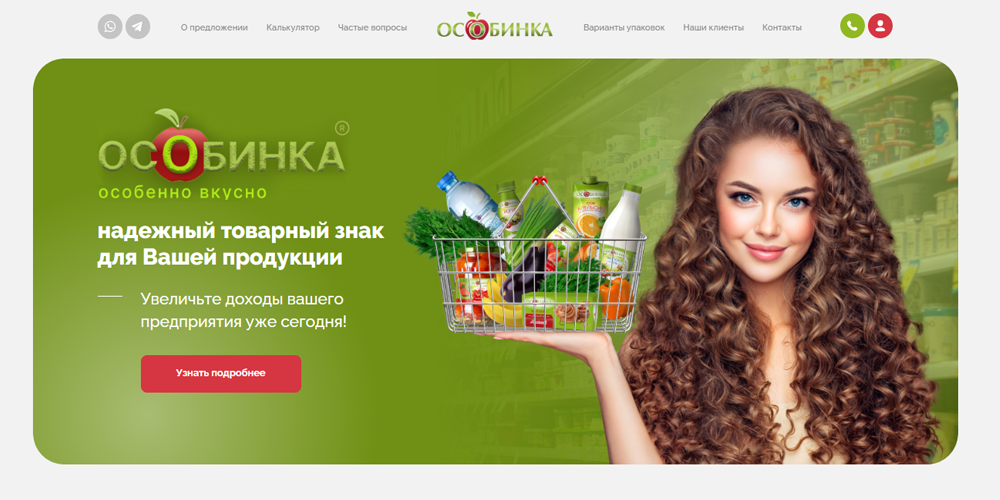 О предложении
Калькулятор
Частые вопросы
ОСОБИНКА
Варианты упаковок
Наши клиенты
Контакты
ОСОБИНКА ®
особенно вкусно
надежный товарный знак
для Вашей продукции
Увеличьте доходы вашего
предприятия уже сегодня!
Узнать подробнее